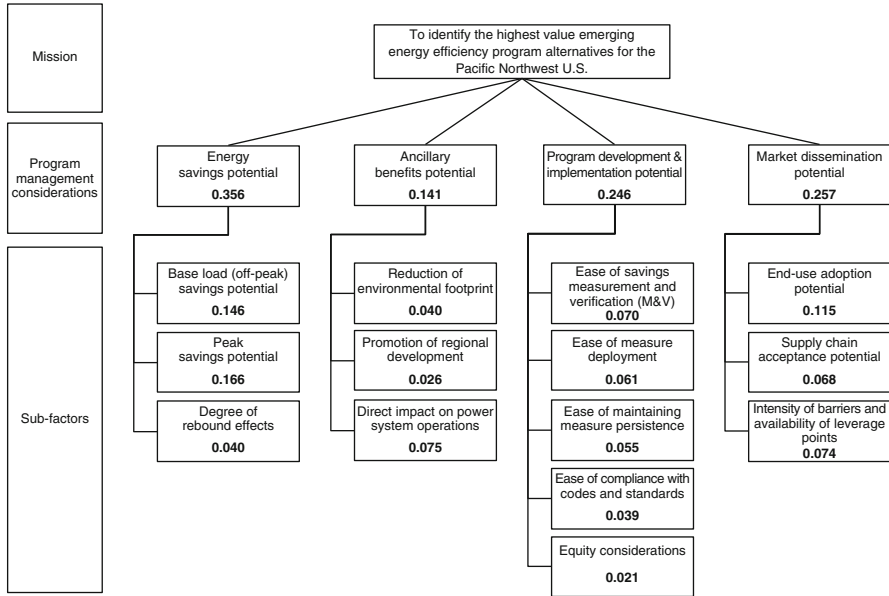 Mission
To identify the highest value emerging
energy efficiency program alternatives for the
Pacific Northwest U.S.
Program
management
considerations
Energy
savings potential
0.356
Ancillary
benefits potential
0.141
Program development &
implementation potential
0.246
Market dissemination
potential
0.257
Sub-factors
Base load (off-peak)
savings potential
0.146
Peak
savings potential
0.166
Degree of
rebound effects
0.040
Reduction of
environmental footprint
0.040
Promotion of regional
development
0.026
Direct impact on power
system operations
0.075
Ease of savings
measurement and
verification (M&V)
0.070
Ease of measure
deployment
0.061
Ease of maintaining
measure persistence
0.055
Ease of compliance with
codes and standards
0.039
Equity considerations
0.021
End-use adoption
potential
0.115
Supply chain
acceptance potential
0.068
Intensity of barriers and
availability of leverage
points
0.074